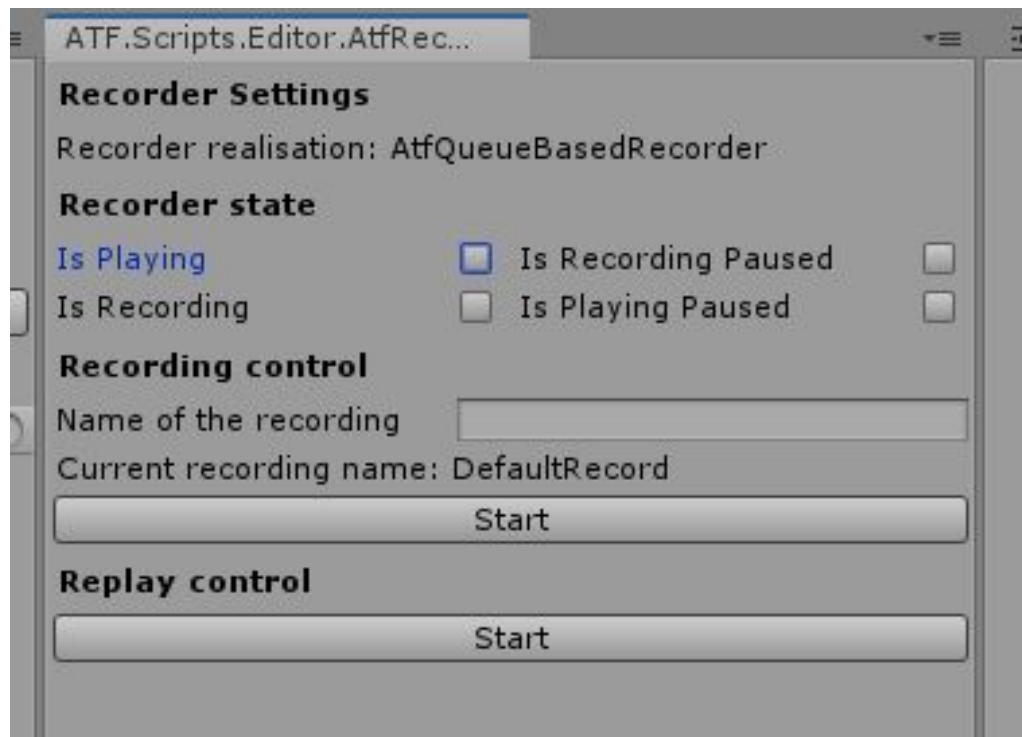 ATF.Scripts.Editor.AtfRec...
Recorder Settings
Recorder realisation: AtfQueueBasedRecorder
Recorder state
Is Playing Is Recording Paused
Is Recording Is Playing Paused
Recording control
Name of the recording
Current recording name: DefaultRecord
Start
Replay control
Start